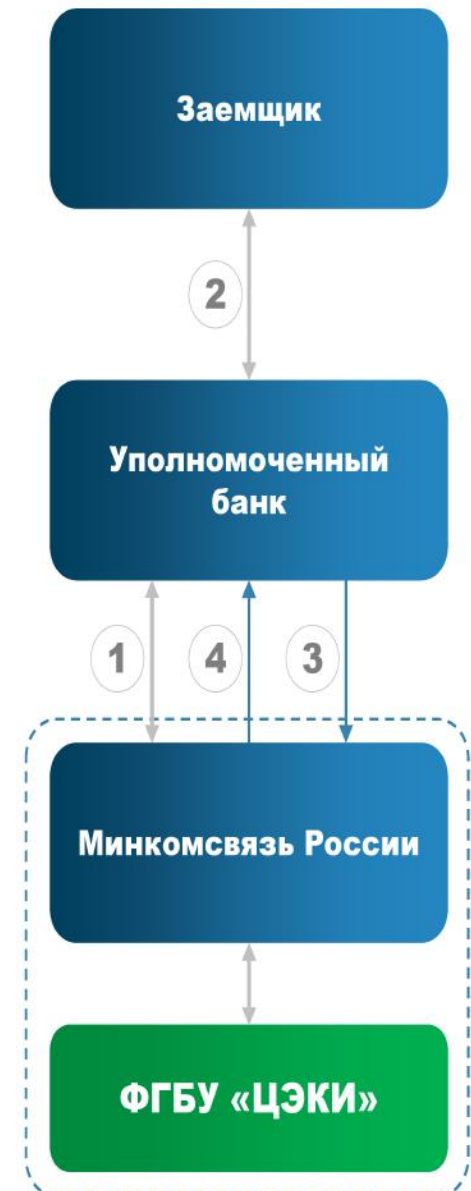 Заемщик
2
Уполномоченный
банк
1
4
3
Минкомсвязь России
ФГБУ «ЦЭКИ»